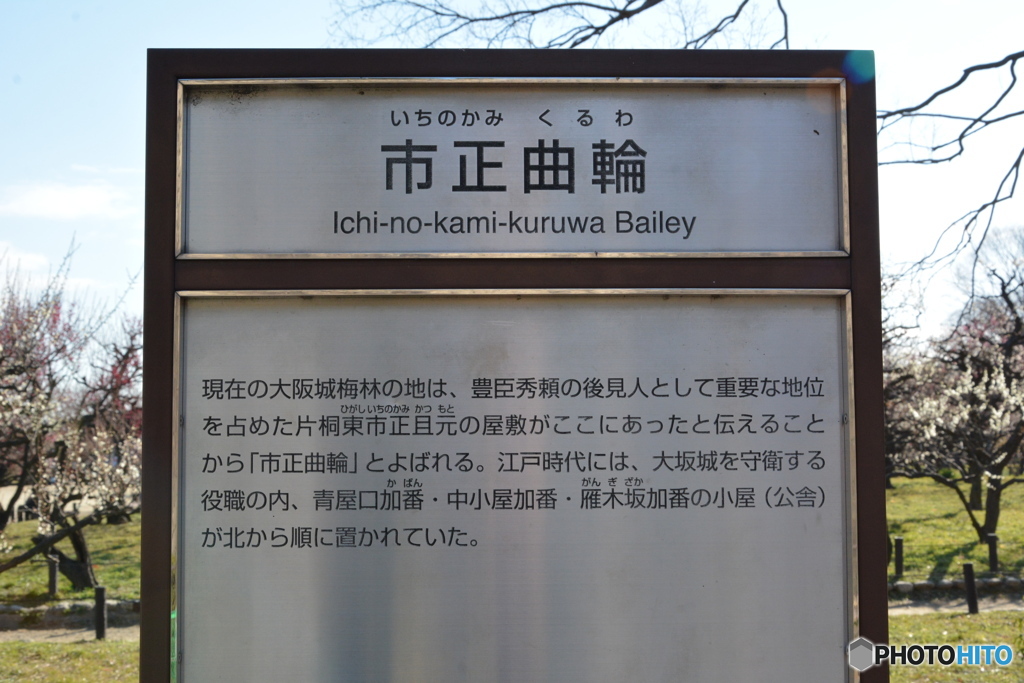 いちのかみ くるわ
市正曲輪
Ichi-no-kami-kuruwa Bailey
現在の大阪城梅林の地は、豊臣秀頼の後見人として重要な地位
ひがしいちのかみ かつ もと
を占めた片桐東市正且元の屋敷がここにあったと伝えること
から「市正曲輪」とよばれる。江戸時代には、大坂城を守衛する
か ばん がん ぎ ざか
役職の内、青屋口加番・中小屋加番・雁木坂加番の小屋（公舎）
が北から順に置かれていた。
PHOTOHITO